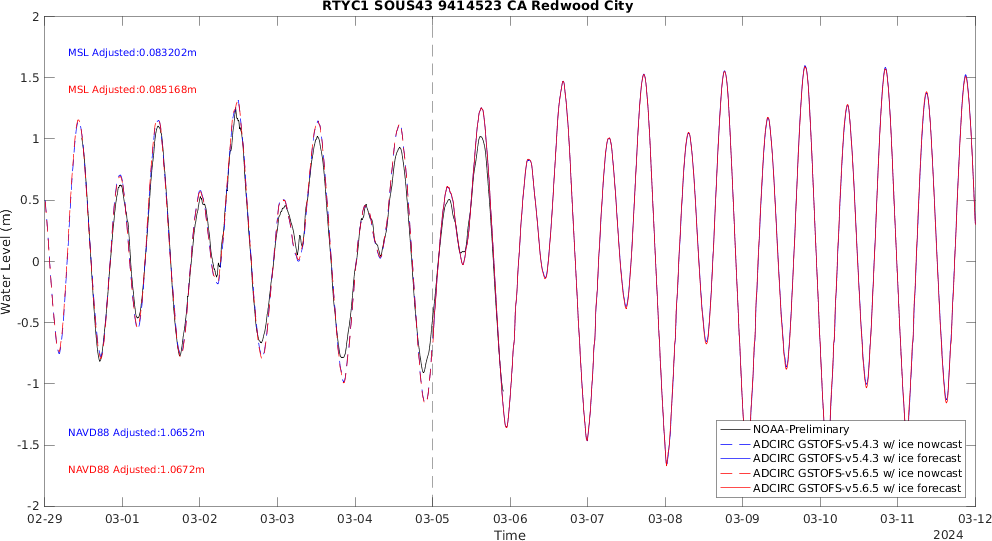 RTYC1 SOUS43 9414523 CA Redwood City
MSL Adjusted:0.083202m
MSL Adjusted:0.085168m
NAVD88 Adjusted:1.0652m
NAVD88 Adjusted:1.0672m
Water Level (m)
2
1.5
1
0.5
0
-0.5
-1
-1.5
-2
NOAA-Preliminary
ADCIRC GSTOFS-v5.4.3 w/ ice nowcast
ADCIRC GSTOFS-v5.4.3 w/ ice forecast
ADCIRC GSTOFS-v5.6.5 w/ ice nowcast
ADCIRC GSTOFS-v5.6.5 w/ ice forecast
02-29 03-01 03-02 03-03 03-04 03-05 03-06 03-07 03-08 03-09 03-10 03-11 03-12
Time
2024